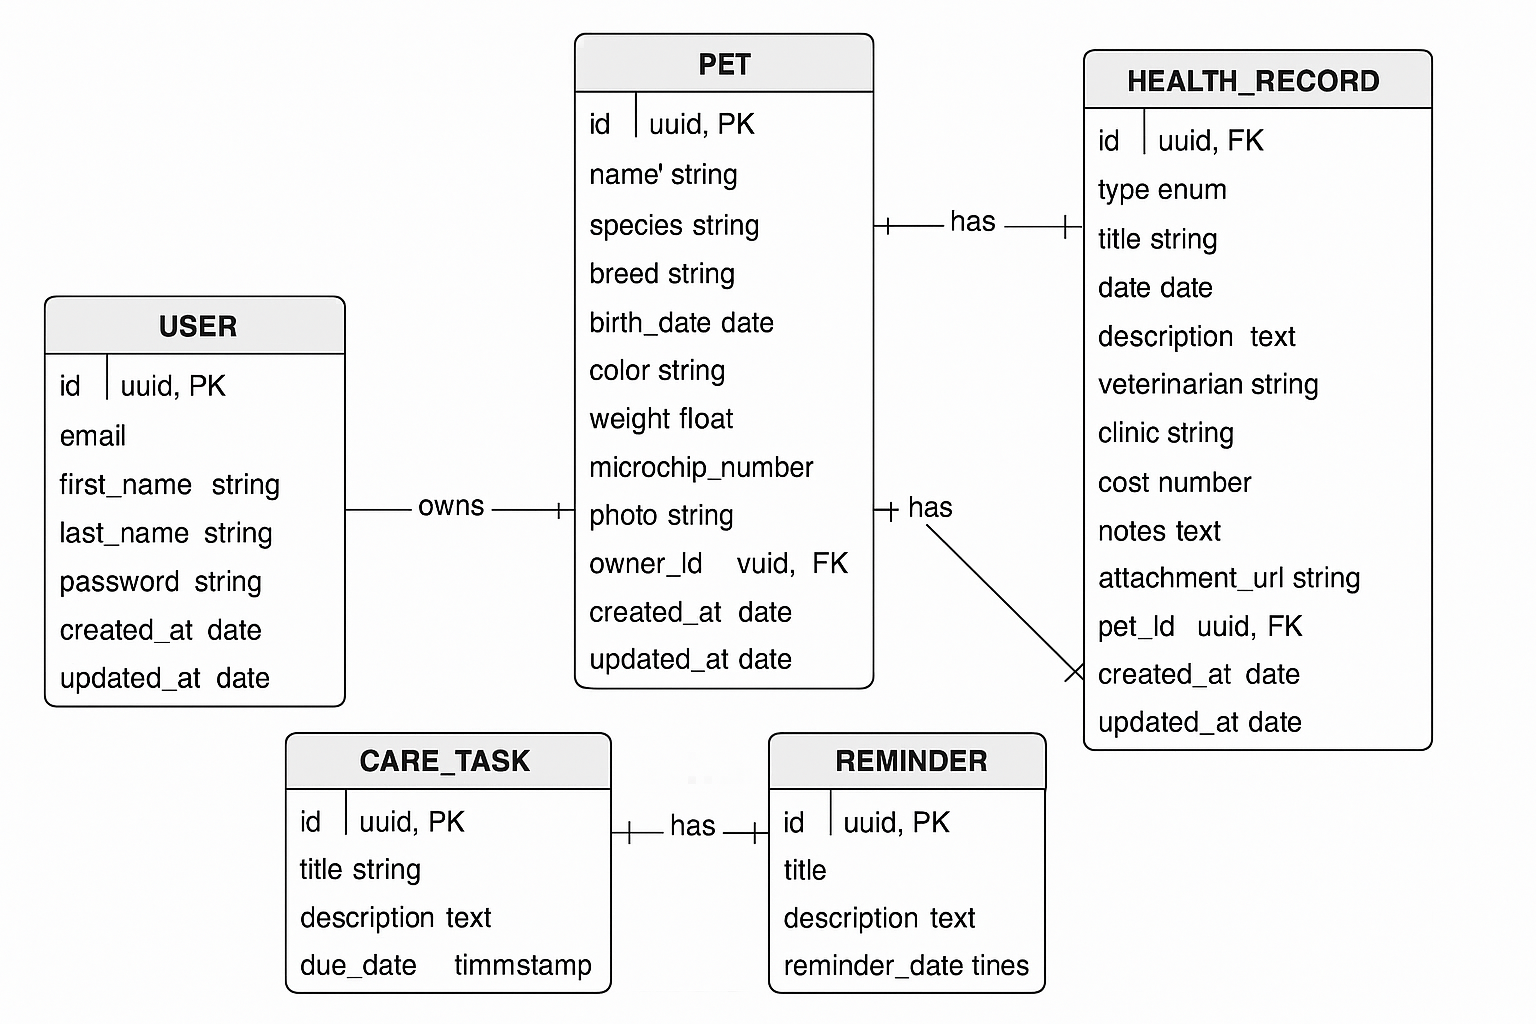 PET
id uuid, PK
name' string
species string
breed string
birth_date date
color string
weight float
microchip_number
photo string
owner_Id vuid, FK
created_at date
updated_at date
has
has
HEALTH_RECORD
id uuid, FK
type enum
title string
date date
description text
veterinarian string
clinic string
cost number
notes text
attachment_url string
pet_Id uuid, FK
created_at date
updated_at date
USER
id uuid, PK
email
first_name string
last_name string
password string
created_at date
updated_at date
owns
CARE_TASK
id uuid, PK
title string
description text
due_date timmstamp
has
REMINDER
id uuid, PK
title
description text
reminder_date tines